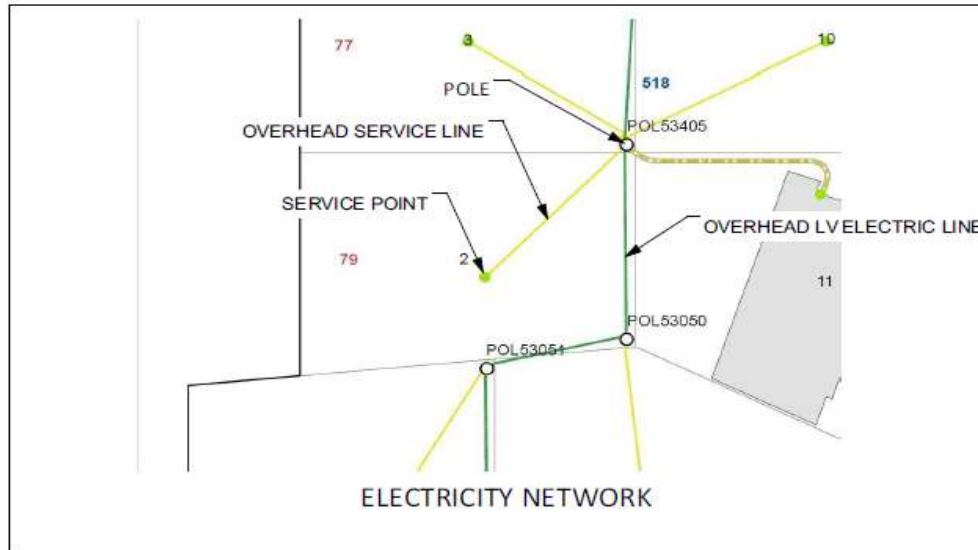 77
3
10
518
POLE
POL53405
OVERHEAD SERVICE LINE
SERVICE POINT
OVERHEAD LV ELECTRIC LINE
79
2
11
POL53050
POL53051
ELECTRICITY NETWORK